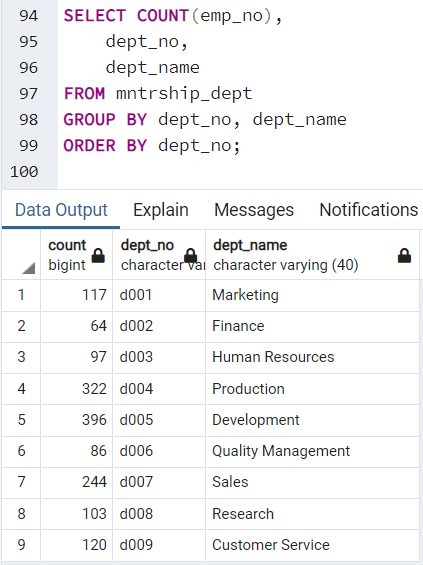 94 SELECT COUNT(emp_no),
95 dept_no,
96 dept_name
97 FROM mntrship_dept
98 GROUP BY dept_no, dept_name
99 ORDER BY dept_no;
100
Data Output Explain Messages Notifications
count dept_no dept_name
bigint character var character varying (40)
1 117 d001 Marketing
2 64 d002 Finance
3 97 d003 Human Resources
4 322 d004 Production
5 396 d005 Development
6 86 d006 Quality Management
7 244 d007 Sales
8 103 d008 Research
9 120 d009 Customer Service